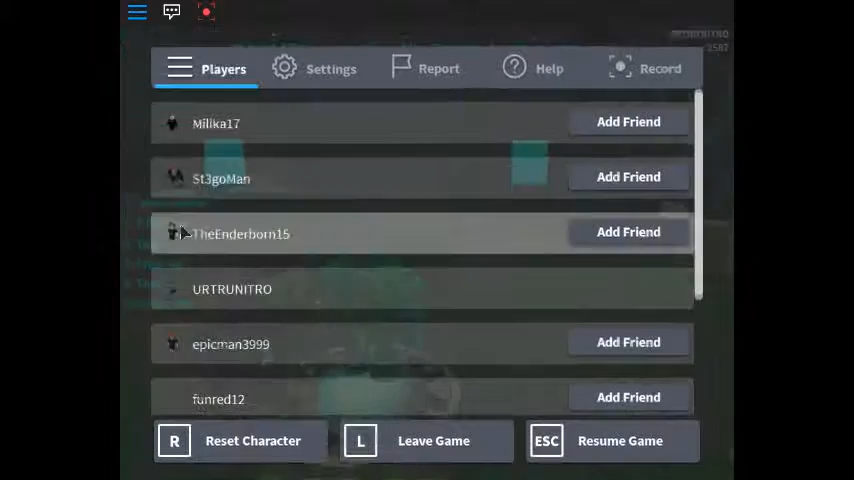 Players
Settings
Report
Help
Record
Milika17
Add Friend
St3goMan
Add Friend
TheEnderborn15
Add Friend
URTRUNITRO
epicman3999
Add Friend
funred12
Add Friend
R Reset Character
L Leave Game
ESC Resume Game